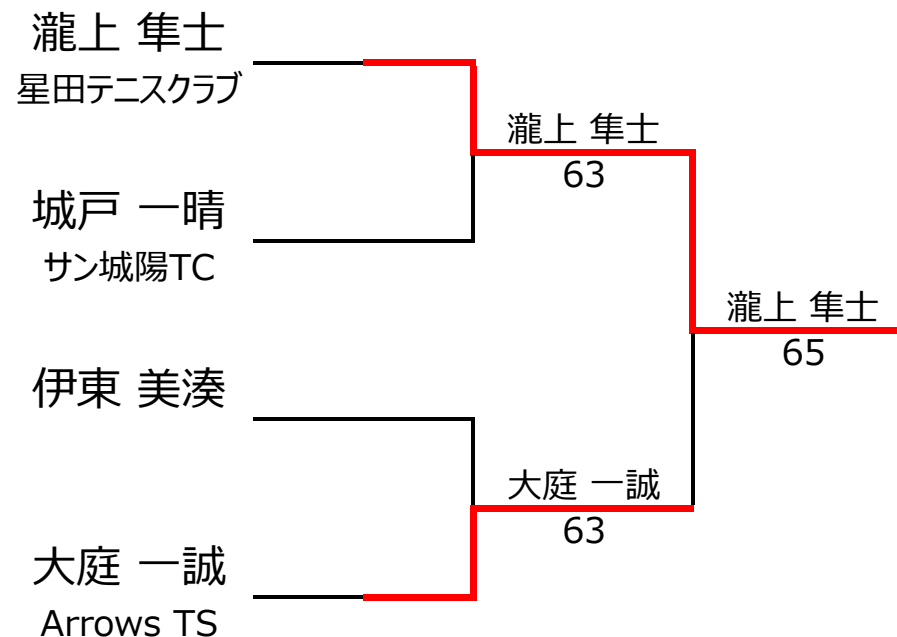 瀧上 隼士
星田テニスクラブ
瀧上 隼士
63
城戸 一晴
サン城陽TC
瀧上 隼士
65
伊東 美湊
大庭 一誠
63
大庭 一誠
Arrows TS